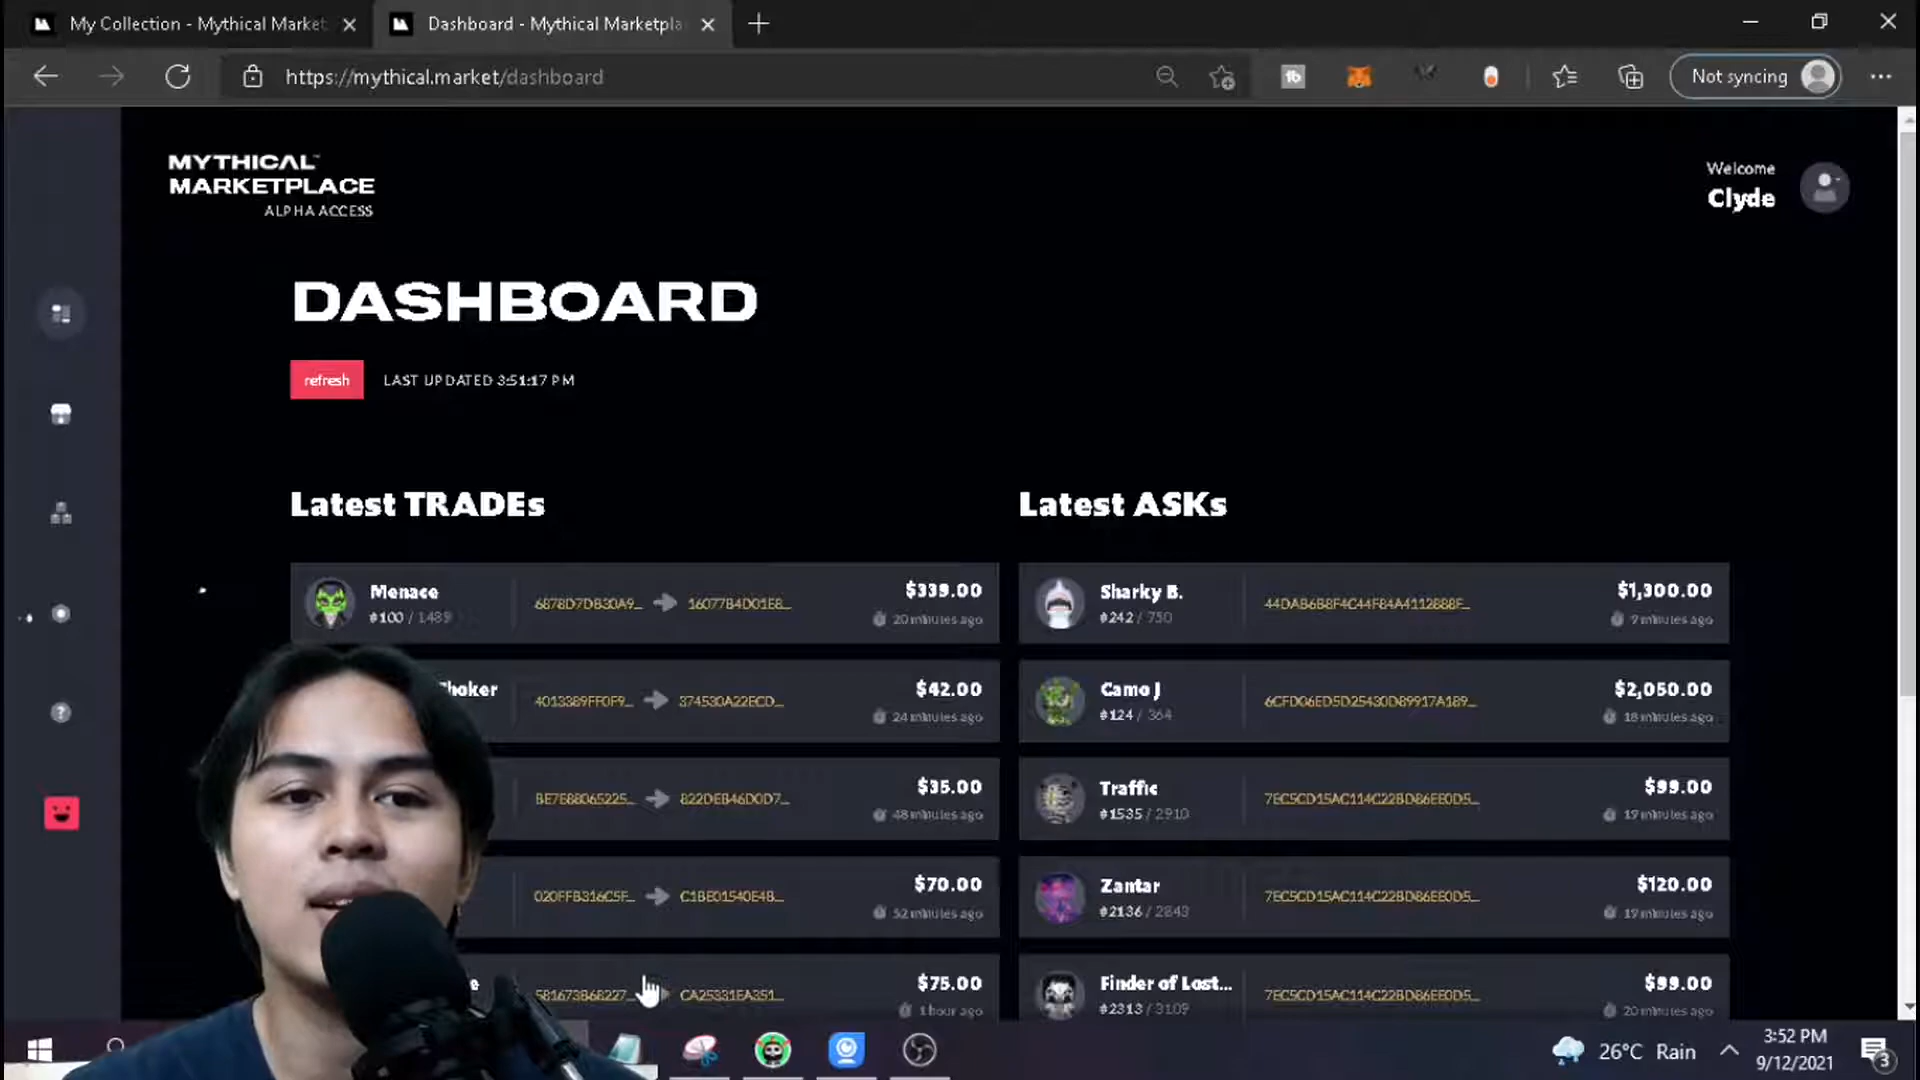 My Collection - Mythical Market
Dashboard - Mythical Marketpla
https://mythical.market/dashboard
Not syncing
MYTHICAL
MARKETPLACE
ALPHA ACCESS
Welcome
Clyde
DASHBOARD
refresh
LAST UPDATED 3:51:17 PM
Latest TRADEs
Menace
#100 / 1489
$339.00
20 minutes ago
$42.00
24 minutes ago
$35.00
48 minutes ago
$70.00
52 minutes ago
$75.00
1 hour ago
Latest ASKs
Sharky B.
#242 / 750
$1,300.00
9 minutes ago
Camo J
#124 / 364
$2,050.00
18 minutes ago
Traffic
#1535 / 2910
$99.00
19 minutes ago
Zantar
#2136 / 2843
$120.00
19 minutes ago
Finder of Lost...
#2313 / 3109
$99.00
20 minutes ago
26°C Rain
3:52 PM
9/12/2021
3